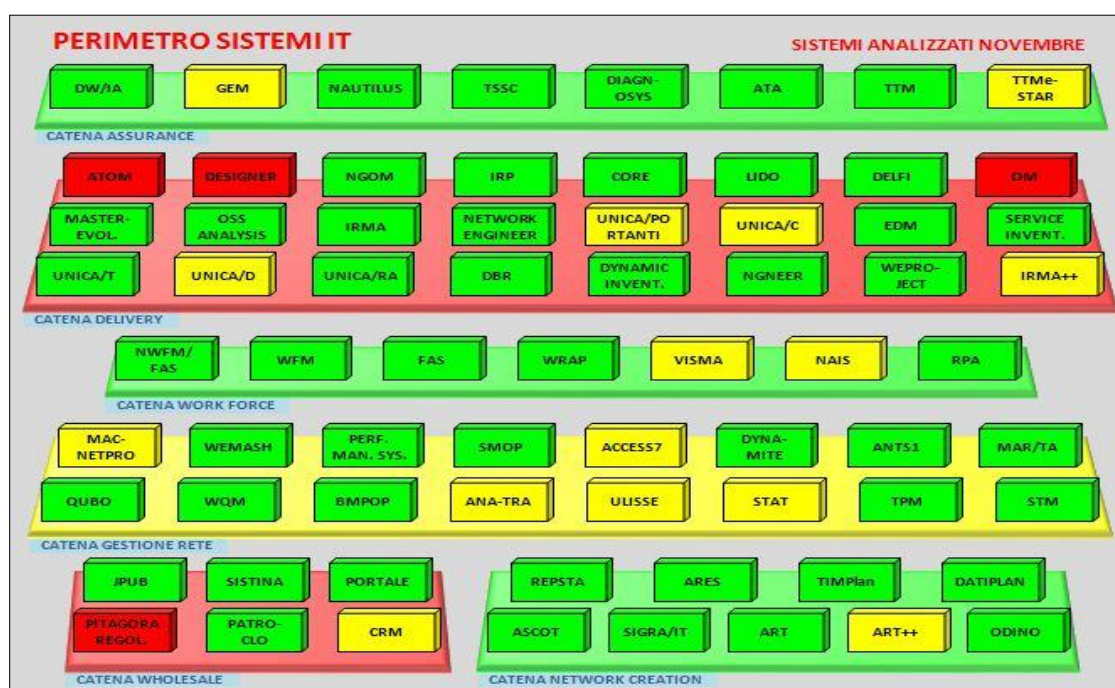 PERIMETRO SISTEMI IT
SISTEMI ANALIZZATI NOVEMBRE
DW/IA
GEM
NAUTILUS
TSSC
DIAGN-
OSYS
ATA
TTM
TTMe-
STAR
CATENA ASSURANCE
ATOM
DESIGNER
NGOM
IRP
CORE
LIDO
DELFI
DM
MASTER-
EVOL.
OSS
ANALYSIS
IRMA
NETWORK
ENGINEER
UNICA/PO
RTANTI
UNICA/C
EDM
SERVICE
INVENT.
UNICA/T
UNICA/D
UNICA/RA
DBR
DYNAMIC
INVENT.
NGNEER
WEPRO-
JECT
IRMA++
CATENA DELIVERY
NWFM/
FAS
WFM
FAS
WRAP
VISMA
NAIS
RPA
CATENA WORK FORCE
MAC-
NETPRO
WEMASH
PERF.
MAN. SYS.
SMOP
ACCESS7
DYNA-
MITE
ANTS1
MAR/TA
QUBO
WQM
BMPOP
ANA-TRA
ULISSE
STAT
TPM
STM
CATENA GESTIONE RETE
JPUB
SISTINA
PORTALE
PITAGORA
REGOL.
PATRO-
CLO
CRM
CATENA WHOLESALE
REPSTA
ARES
TIMPlan
DATIPLAN
ASCOT
SIGRA/IT
ART
ART++
ODINO
CATENA NETWORK CREATION